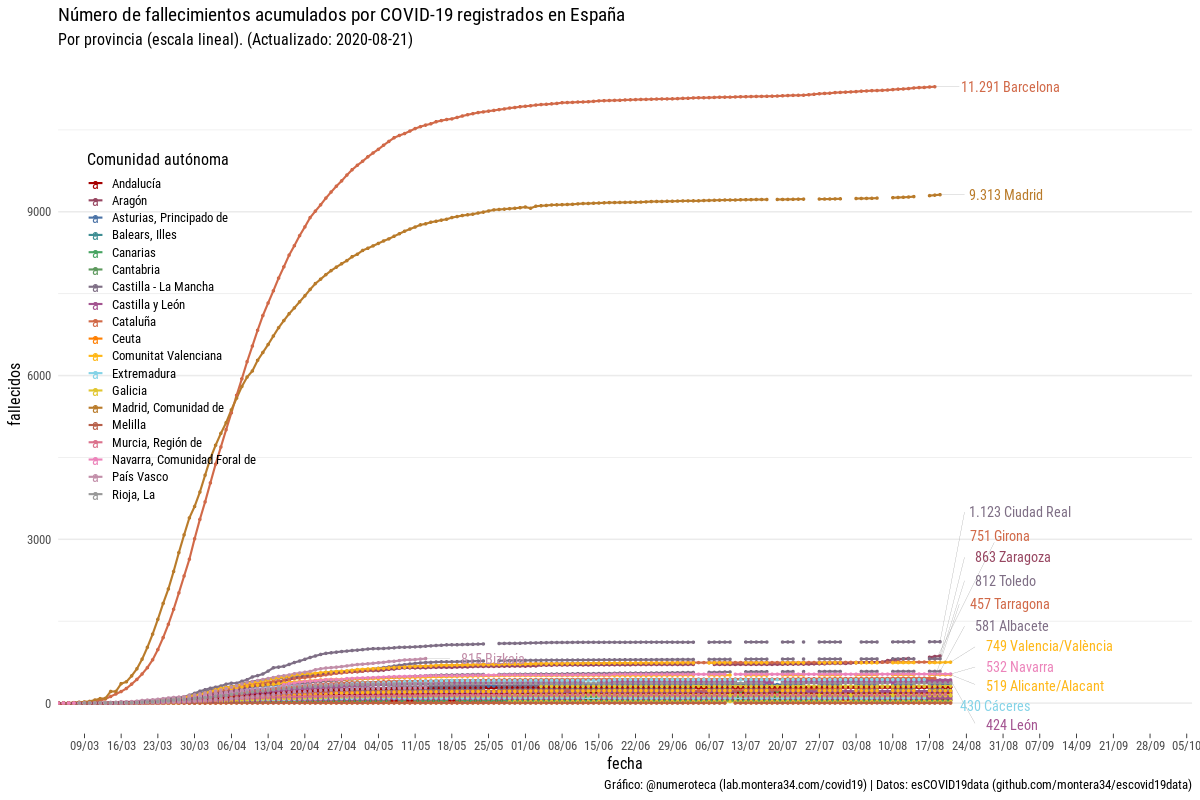 Número de fallecimientos acumulados por COVID-19 registrados en España
Por provincia (escala lineal). (Actualizado: 2020-08-21)
11.291 Barcelona
9.313 Madrid
Comunidad autónoma
Andalucía
Aragón
Asturias, Principado de
Balears, Illes
Canarias
Cantabria
Castilla - La Mancha
Castilla y León
Cataluña
Ceuta
Comunitat Valenciana
Extremadura
Galicia
Madrid, Comunidad de
Melilla
Murcia, Región de
Navarra, Comunidad Foral de
País Vasco
Rioja, La
9000
6000
3000
0
fallecidos
1.123 Ciudad Real
751 Girona
863 Zaragoza
812 Toledo
457 Tarragona
581 Albacete
749 Valencia/València
815 Bizkaia
532 Navarra
519 Alicante/Alacant
430 Cáceres
424 León
09/03 16/03 23/03 30/03 06/04 13/04 20/04 27/04 04/05 11/05 18/05 25/05 01/06 08/06 15/06 22/06 29/06 06/07 13/07 20/07 27/07 03/08 10/08 17/08 24/08 31/08 07/09 14/09 21/09 28/09 05/10
fecha
Gráfico: @numeroteca (lab.montera34.com/covid19) | Datos: esCOVID19data (github.com/montera34/escovid19data)